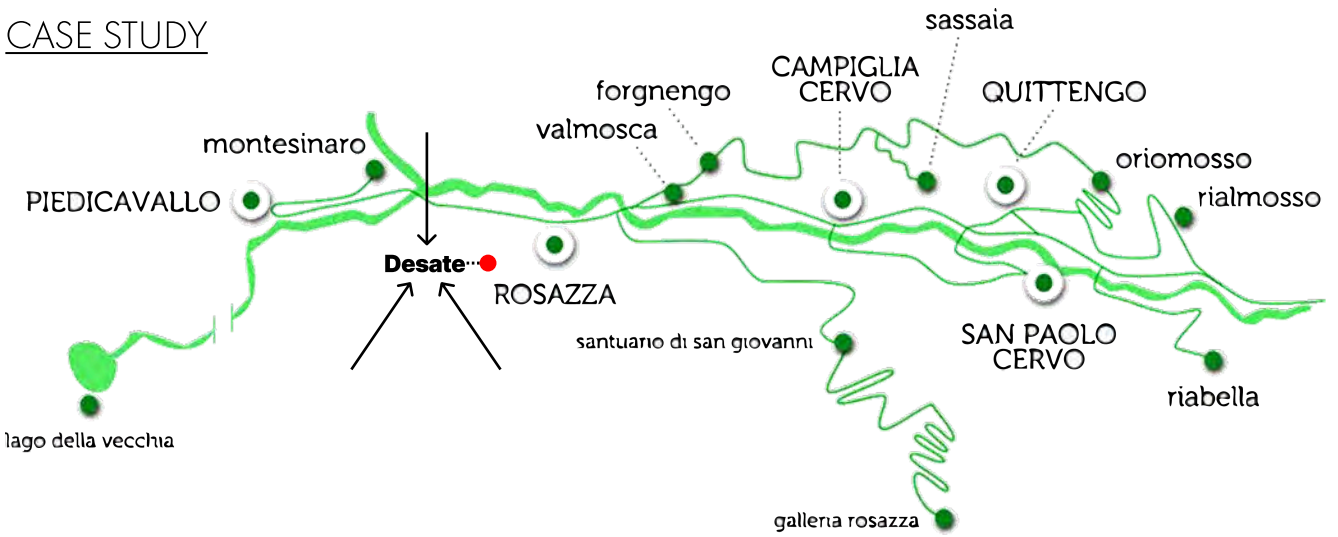 CASE STUDY
sassaia
CAMPIGLIA
CERVO
QUITTENGO
forgnengo
valmosca
montesinaro
oriomosso
rialmosso
PIEDICAVALLO
Desate
ROSAZZA
santuario di san giovanni
SAN PAOLO
CERVO
riabella
lago della vecchia
galleria rosazza